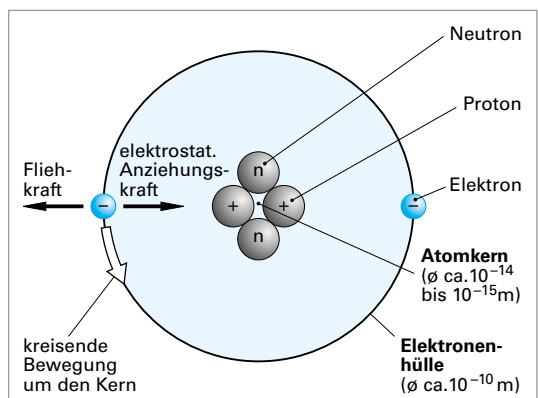 Neutron
Proton
Elektron
elektrostat.
Anziehungs-
kraft
Flieh-
kraft
n
+
+
n
−
−
Atomkern
(ø ca.10⁻¹⁴
bis 10⁻¹⁵m)
kreisende
Bewegung
um den Kern
Elektronen-
hülle
(ø ca.10⁻¹⁰ m)